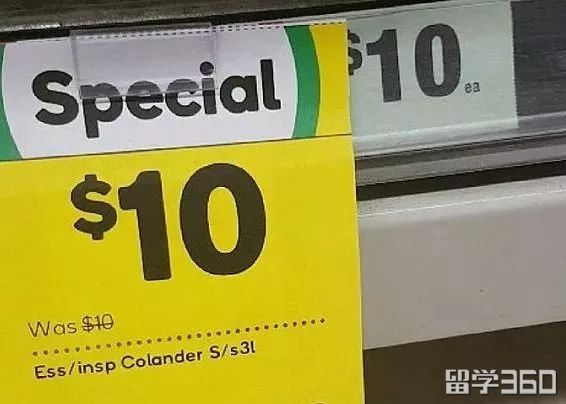 Special
$10 ea
$10
Was $10
Ess/insp Colander S/s3l
留学360